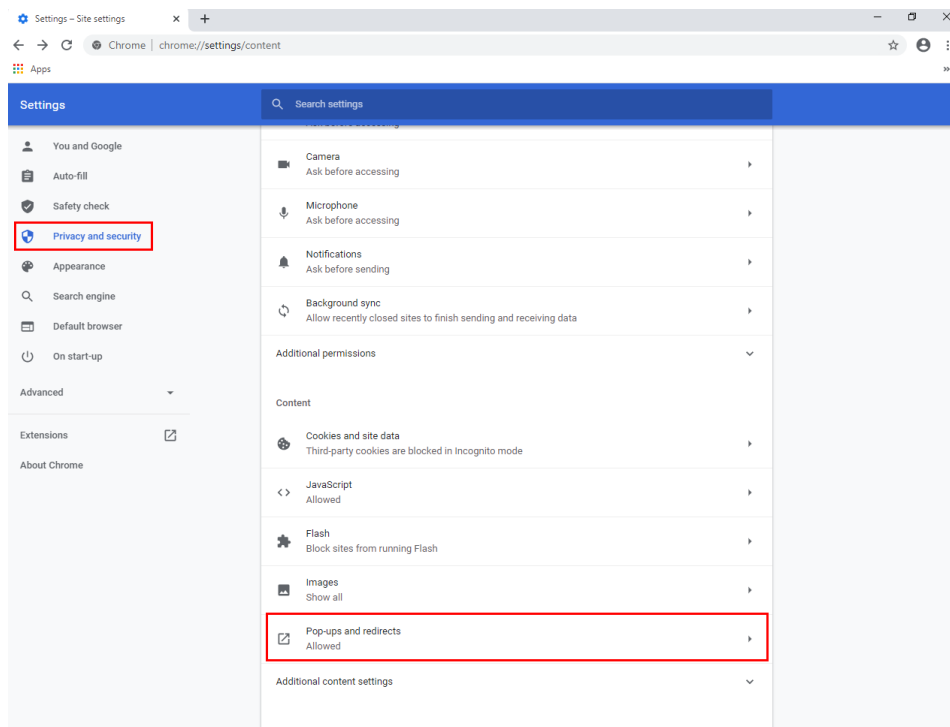 Settings – Site settings
Chrome | chrome://settings/content
Apps
Settings
Search settings
You and Google
Auto-fill
Safety check
Privacy and security
Appearance
Search engine
Default browser
On start-up
Advanced
Extensions
About Chrome
Ask before accessing
Camera
Ask before accessing
Microphone
Ask before accessing
Notifications
Ask before sending
Background sync
Allow recently closed sites to finish sending and receiving data
Additional permissions
Content
Cookies and site data
Third-party cookies are blocked in Incognito mode
JavaScript
Allowed
Flash
Block sites from running Flash
Images
Show all
Pop-ups and redirects
Allowed
Additional content settings